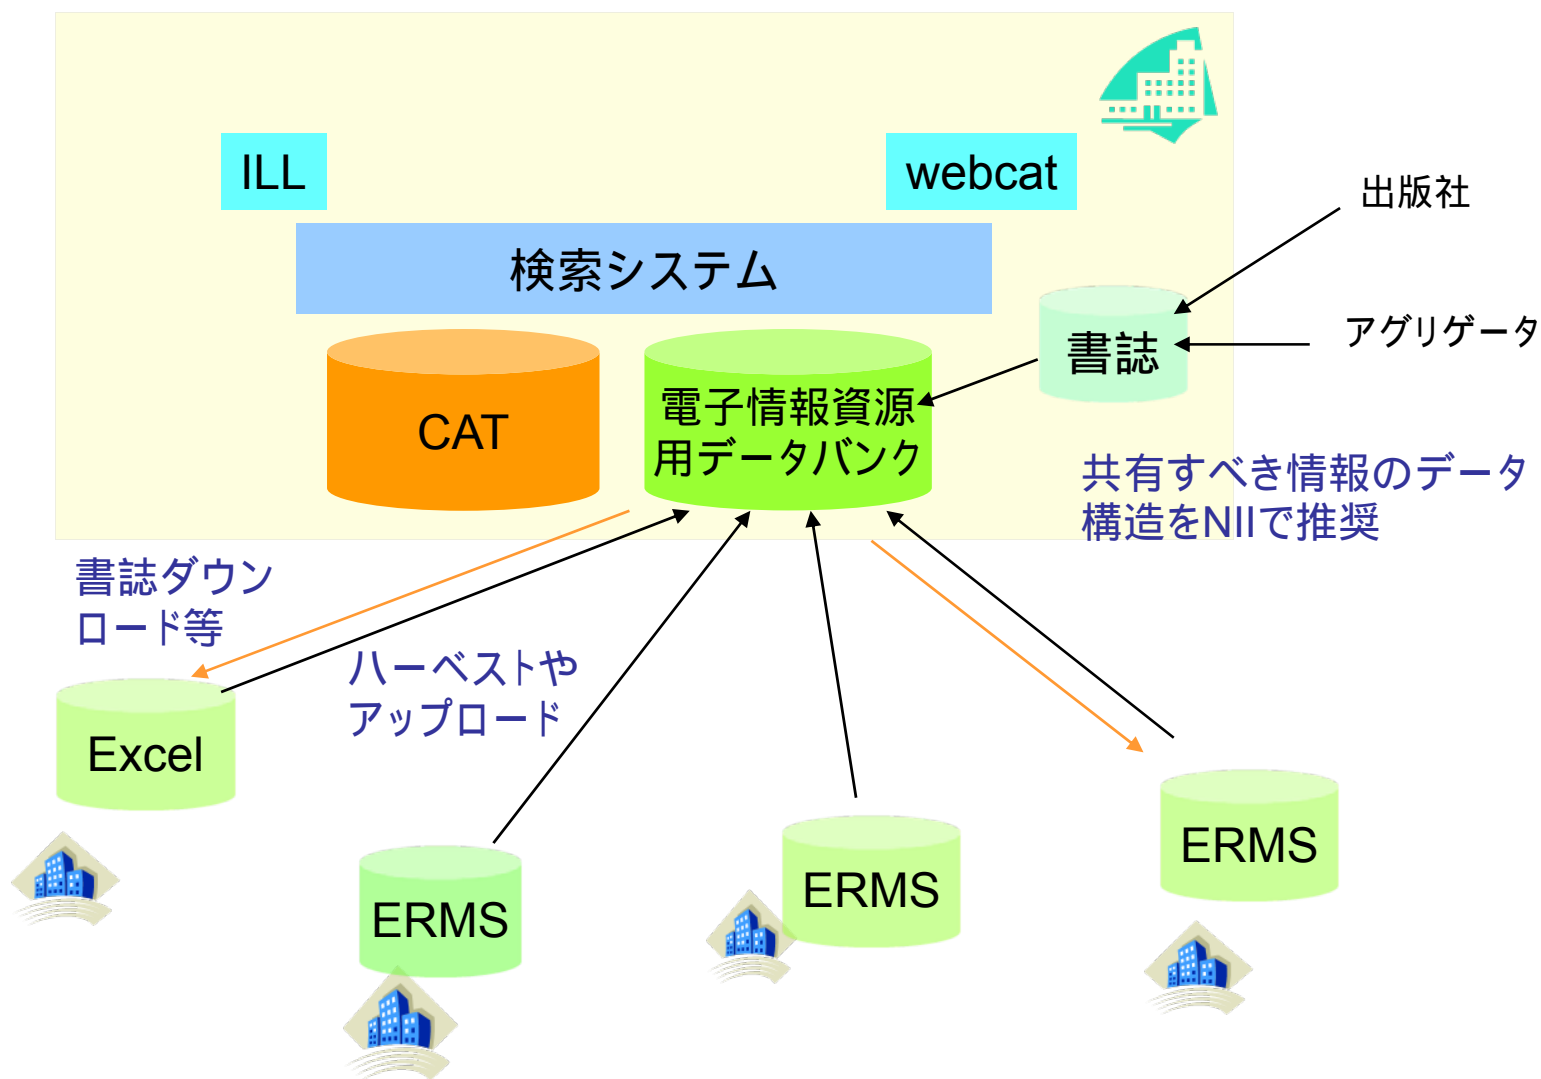 ILL
webcat
出版社
検索システム
アグリゲータ
書誌
CAT
電子情報資源
用データバンク
共有すべき情報のデータ
構造をNIIで推奨
書誌ダウン
ロード等
ハーベストや
アップロード
Excel
ERMS
ERMS
ERMS